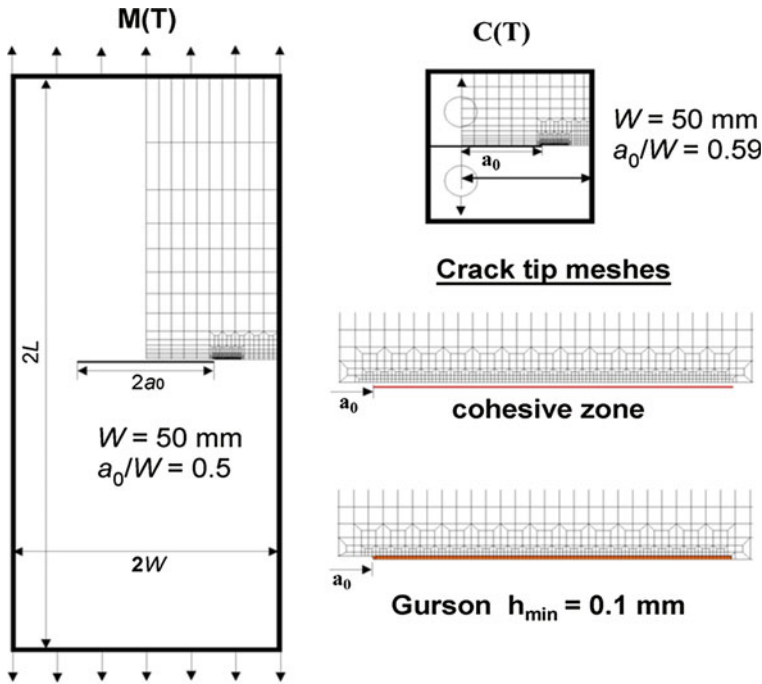 M(T)
2L
2a0
W = 50 mm
a0/W = 0.5
2W
C(T)
a0
W = 50 mm
a0/W = 0.59
Crack tip meshes
a0
cohesive zone
a0
Gurson hmin = 0.1 mm